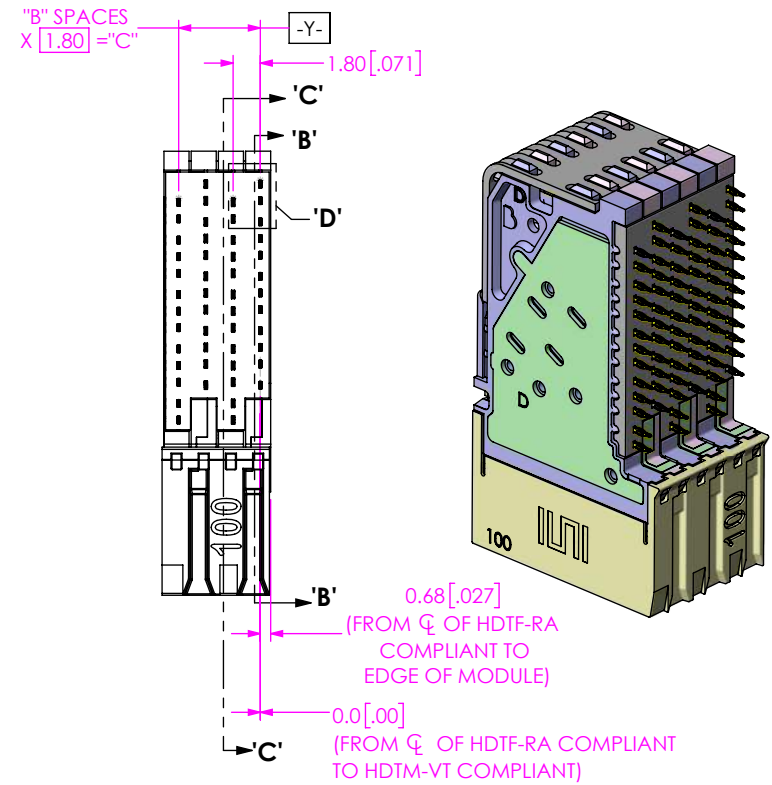 "B" SPACES
X 1.80 ="C"
-Y-
1.80[.071]
'C'
'B'
'D'
100
'B'
0.68[.027]
(FROM ℄ OF HDTF-RA
COMPLIANT TO
EDGE OF MODULE)
0.0[.00]
(FROM ℄ OF HDTF-RA COMPLIANT
TO HDTM-VT COMPLIANT)
'C'
D
B
D
100
100